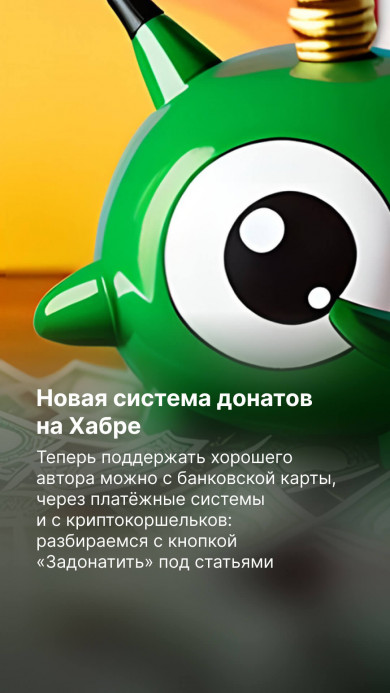 Новая система донатов
на Хабре
Теперь поддержать хорошего
автора можно с банковской карты,
через платёжные системы
и с криптокоршельков:
разбираемся с кнопкой
«Задонатить» под статьями